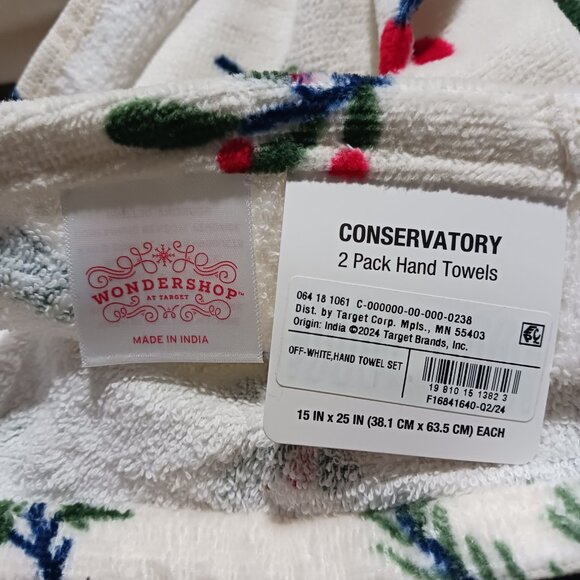 WONDERSHOP™
AT TARGET
MADE IN INDIA
CONSERVATORY
2 Pack Hand Towels
064 18 1061 C-000000-00-000-0238
Dist. by Target Corp. Mpls., MN 55403
Origin: India ©2024 Target Brands, Inc.
OFF-WHITE,HAND TOWEL SET
19 810 15 1382 3
F16841640-Q2/24
15 IN x 25 IN (38.1 CM x 63.5 CM) EACH